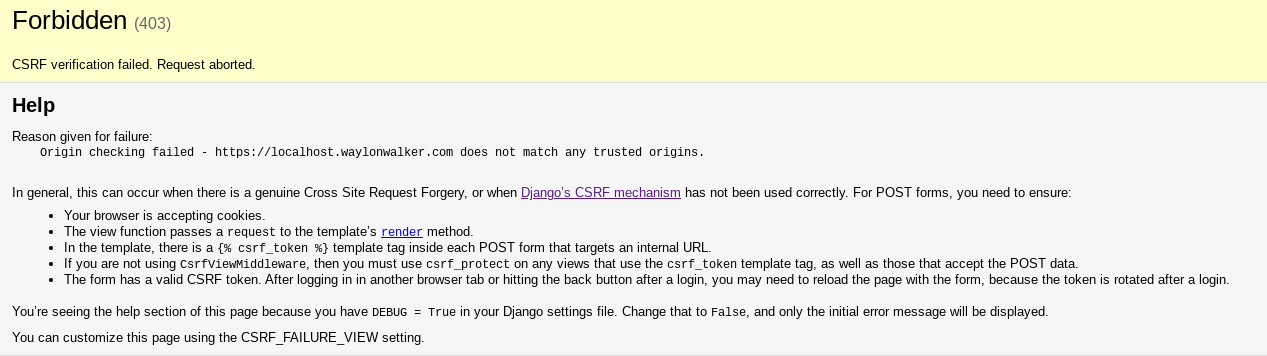 Forbidden (403)
CSRF verification failed. Request aborted.
Help
Reason given for failure:
Origin checking failed - https://localhost.waylonwalker.com does not match any trusted origins.
In general, this can occur when there is a genuine Cross Site Request Forgery, or when Django’s CSRF mechanism has not been used correctly. For POST forms, you need to ensure:
• Your browser is accepting cookies.
• The view function passes a request to the template’s render method.
• In the template, there is a {% csrf_token %} template tag inside each POST form that targets an internal URL.
• If you are not using CsrfViewMiddleware, then you must use csrf_protect on any views that use the csrf_token template tag, as well as those that accept the POST data.
• The form has a valid CSRF token. After logging in in another browser tab or hitting the back button after a login, you may need to reload the page with the form, because the token is rotated after a login.
You’re seeing the help section of this page because you have DEBUG = True in your Django settings file. Change that to False, and only the initial error message will be displayed.
You can customize this page using the CSRF_FAILURE_VIEW setting.